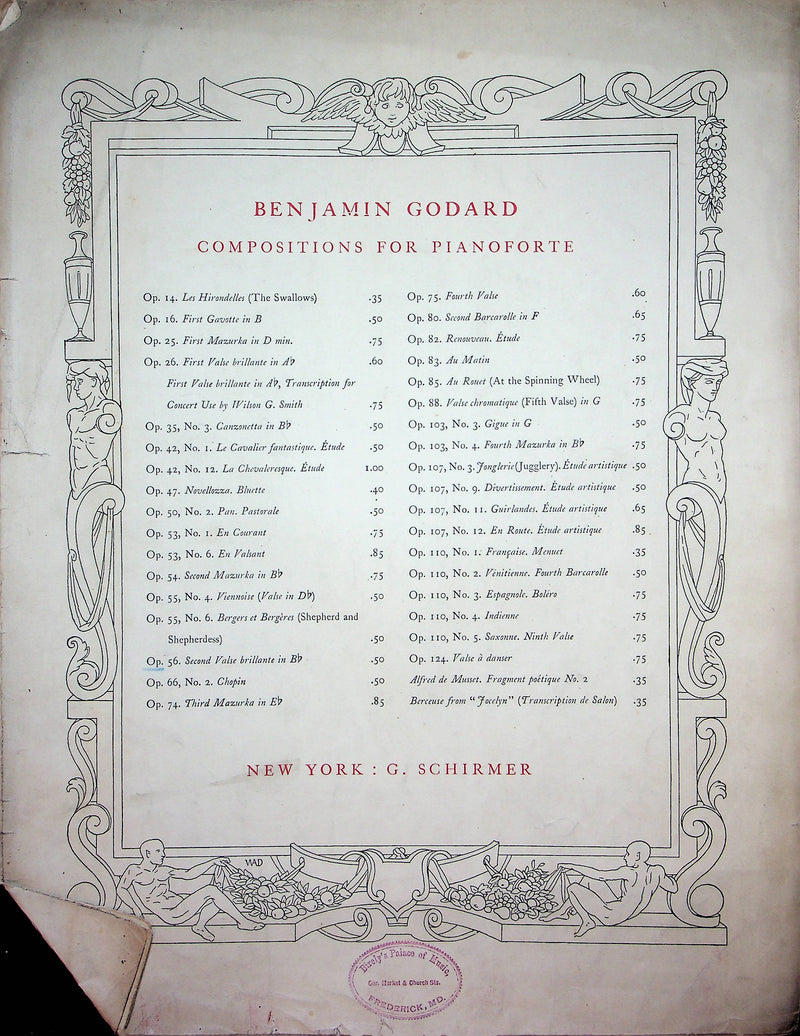 BENJAMIN GODARD
COMPOSITIONS FOR PIANOFORTE
Op. 14. Les Hirondelles (The Swallows) .35
Op. 16. First Gavotte in B .50
Op. 25. First Mazurka in D min. .75
Op. 26. First Valse brillante in A♭ .60
First Valse brillante in A♭, Transcription for
Concert Use by Wilson G. Smith .75
Op. 35, No. 3. Canzonetta in B♭ .50
Op. 42, No. 1. Le Cavalier fantastique. Étude .50
Op. 42, No. 12. La Chevaleresque. Étude 1.00
Op. 47. Novellozza. Bluette .40
Op. 50, No. 2. Pan. Pastorale .50
Op. 53, No. 1. En Courant .75
Op. 53, No. 6. En Valsant .85
Op. 54. Second Mazurka in B♭ .75
Op. 55, No. 4. Viennoise (Valse in D♭) .50
Op. 55, No. 6. Bergers et Bergères (Shepherd and
Shepherdess) .50
Op. 56. Second Valse brillante in B♭ .50
Op. 66, No. 2. Chopin .50
Op. 74. Third Mazurka in E♭ .85
Op. 75. Fourth Valse .60
Op. 80. Second Barcarolle in F .65
Op. 82. Renouveau. Étude .75
Op. 83. Au Matin .50
Op. 85. Au Rouet (At the Spinning Wheel) .75
Op. 88. Valse chromatique (Fifth Valse) in G .75
Op. 103, No. 3. Gigue in G .50
Op. 103, No. 4. Fourth Mazurka in B♭ .75
Op. 107, No. 3. Jonglerie (Jugglery). Étude artistique .50
Op. 107, No. 9. Divertissement. Étude artistique .50
Op. 107, No. 11. Guirlandes. Étude artistique .65
Op. 107, No. 12. En Route. Étude artistique .85
Op. 110, No. 1. Française. Menuet .35
Op. 110, No. 2. Vénitienne. Fourth Barcarolle .50
Op. 110, No. 3. Espagnole. Boléro .75
Op. 110, No. 4. Indienne .75
Op. 110, No. 5. Saxonne. Ninth Valse .75
Op. 124. Valse à danser .75
Alfred de Musset. Fragment poétique No. 2 .35
Berceuse from "Jocelyn" (Transcription de Salon) .35
NEW YORK : G. SCHIRMER
WAD
Birely's Palace of Music,
Cor. Market & Church Sts.
FREDERICK, MD.